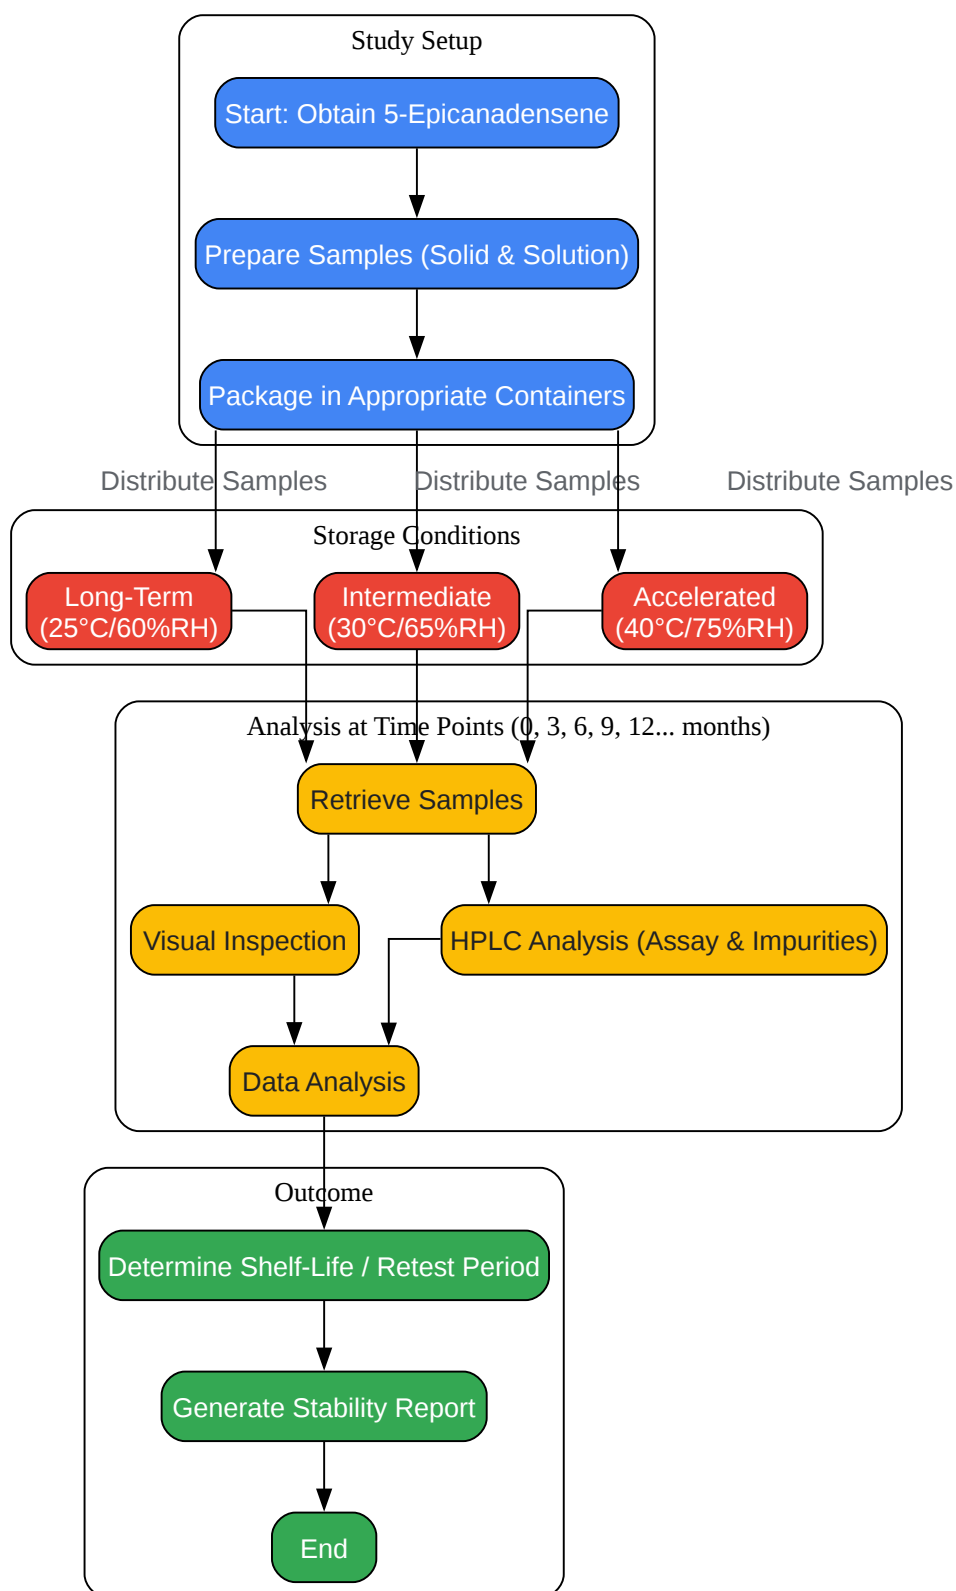 Study Setup
Start: Obtain 5-Epicanadensene
Prepare Samples (Solid & Solution)
Package in Appropriate Containers
Distribute Samples
Distribute Samples
Distribute Samples
Storage Conditions
Long-Term
(25°C/60%RH)
Intermediate
(30°C/65%RH)
Accelerated
(40°C/75%RH)
Analysis at Time Points (0, 3, 6, 9, 12... months)
Retrieve Samples
Visual Inspection
HPLC Analysis (Assay & Impurities)
Data Analysis
Outcome
Determine Shelf-Life / Retest Period
Generate Stability Report
End